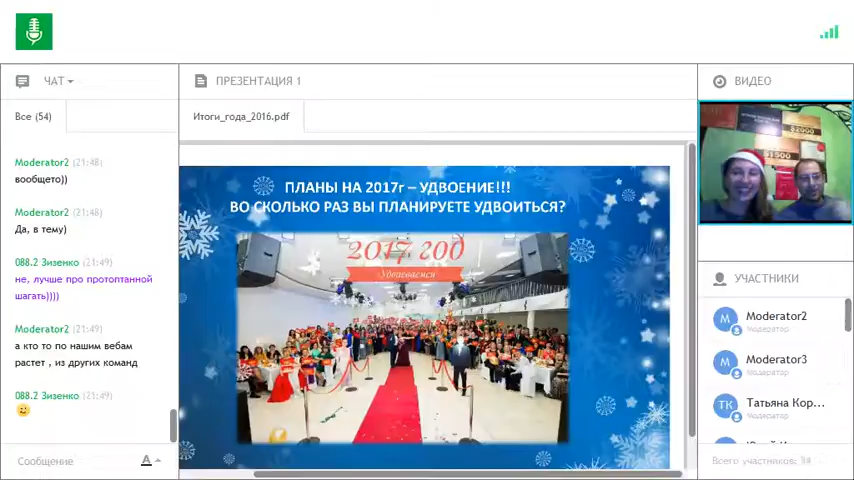 ЧАТ
Все (54)
Moderator2 (21:48)
вообщето))
Moderator2 (21:48)
Да, в тему)
088.2 Зизенко (21:49)
не, лучше про протоптанной
шагать))))
Moderator2 (21:49)
а кто то по нашим вебам
растет , из других команд
088.2 Зизенко (21:49)
Сообщение
A
ПРЕЗЕНТАЦИЯ 1
Итоги_года_2016.pdf
ПЛАНЫ НА 2017г – УДВОЕНИЕ!!!
ВО СКОЛЬКО РАЗ ВЫ ПЛАНИРУЕТЕ УДВОИТЬСЯ?
2017 ГОД
Удваиваемся
ВИДЕО
$2000
$1500
УЧАСТНИКИ
M
Moderator2
Модератор
M
Moderator3
Модератор
ТК
Татьяна Кор...
Модератор
Всего участников: